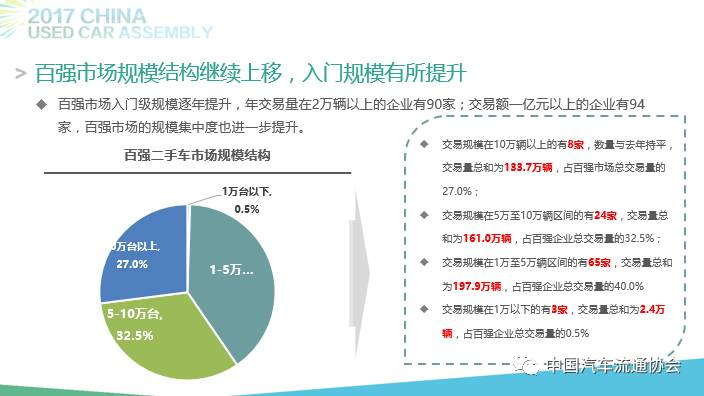 2017 CHINA
USED CAR ASSEMBLY
> 百强市场规模结构继续上移，入门规模有所提升
◆ 百强市场入门级规模逐年提升，年交易量在2万辆以上的企业有90家；交易额一亿元以上的企业有94
家，百强市场的规模集中度也进一步提升。
百强二手车市场规模结构
1万台以下,
0.5%
0万台以上,
27.0%
1-5万...
5-10万台,
32.5%
◆ 交易规模在10万辆以上的有8家，数量与去年持平，
交易量总和为133.7万辆，占百强市场总交易量的
27.0%；
◆ 交易规模在5万至10万辆区间的有24家，交易量总
和为161.0万辆，占百强企业总交易量的32.5%；
◆ 交易规模在1万至5万辆区间的有65家，交易量总和
为197.9万辆，占百强企业总交易量的40.0%
◆ 交易规模在1万以下的有3家，交易量总和为2.4万
辆，占百强企业总交易量的0.5%
中国汽车流通协会